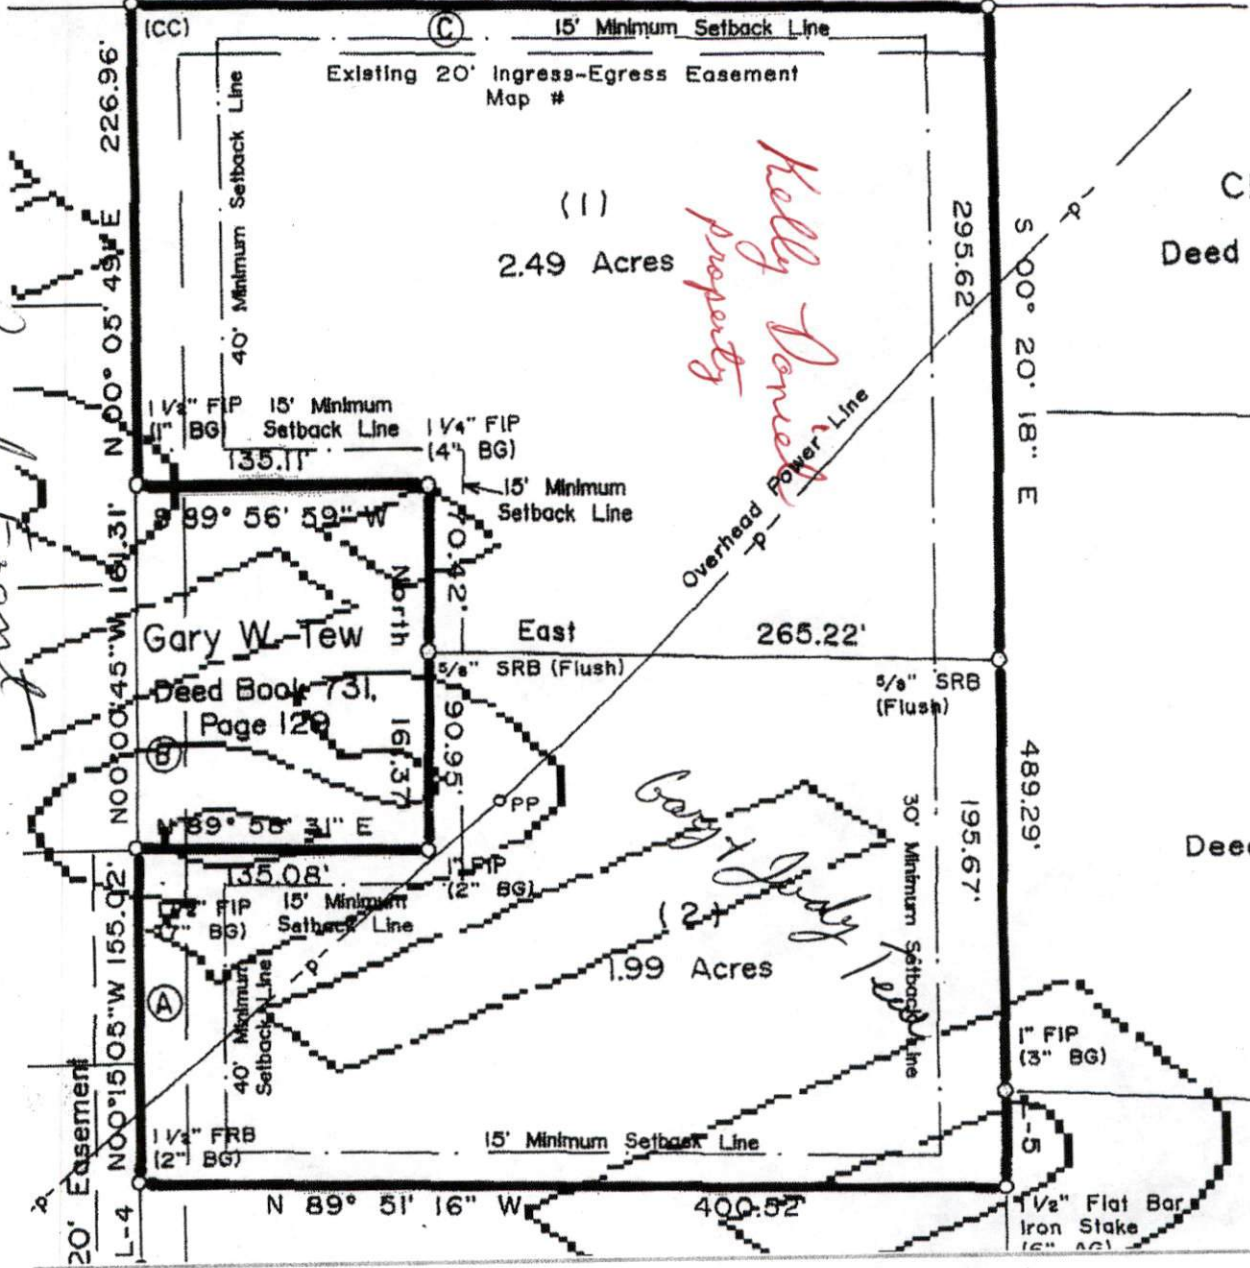 (CC)
C
15' Minimum Setback Line
Existing 20' Ingress-Egress Easement
Map #
226.96'
N 00° 05' 49" E
40' Minimum Setback Line
(1)
2.49 Acres
Kelly Daniel
property
295.62
S 00° 20' 18" E
Deed
1 1/2" FIP
(1" BG)
15' Minimum
Setback Line
135.11'
1 1/4" FIP
(4" BG)
15' Minimum
Setback Line
S 89° 56' 59" W
70.42'
North
Overhead Power Line
P
P
161.31'
N00°00'45"W
Gary W. Tew
Deed Book 731,
Page 129
B
East
265.22'
5/8" SRB (Flush)
5/8" SRB
(Flush)
90.95'
161.37'
PP
489.29'
195.67'
N 89° 58' 31" E
135.08'
1" FIP
(2" BG)
FIP
BG)
15' Minimum
Setback Line
Gary & Judy Tew
(2)
1.99 Acres
30' Minimum Setback Line
Deed
155.02'
N00°15'05"W
A
P
40' Minimum
Setback Line
1" FIP
(3" BG)
-5
1 1/2" FRB
(2" BG)
15' Minimum Setback Line
20' Easement
L-4
P
N 89° 51' 16" W
400.52'
1 1/2" Flat Bar
Iron Stake
(6" AG)